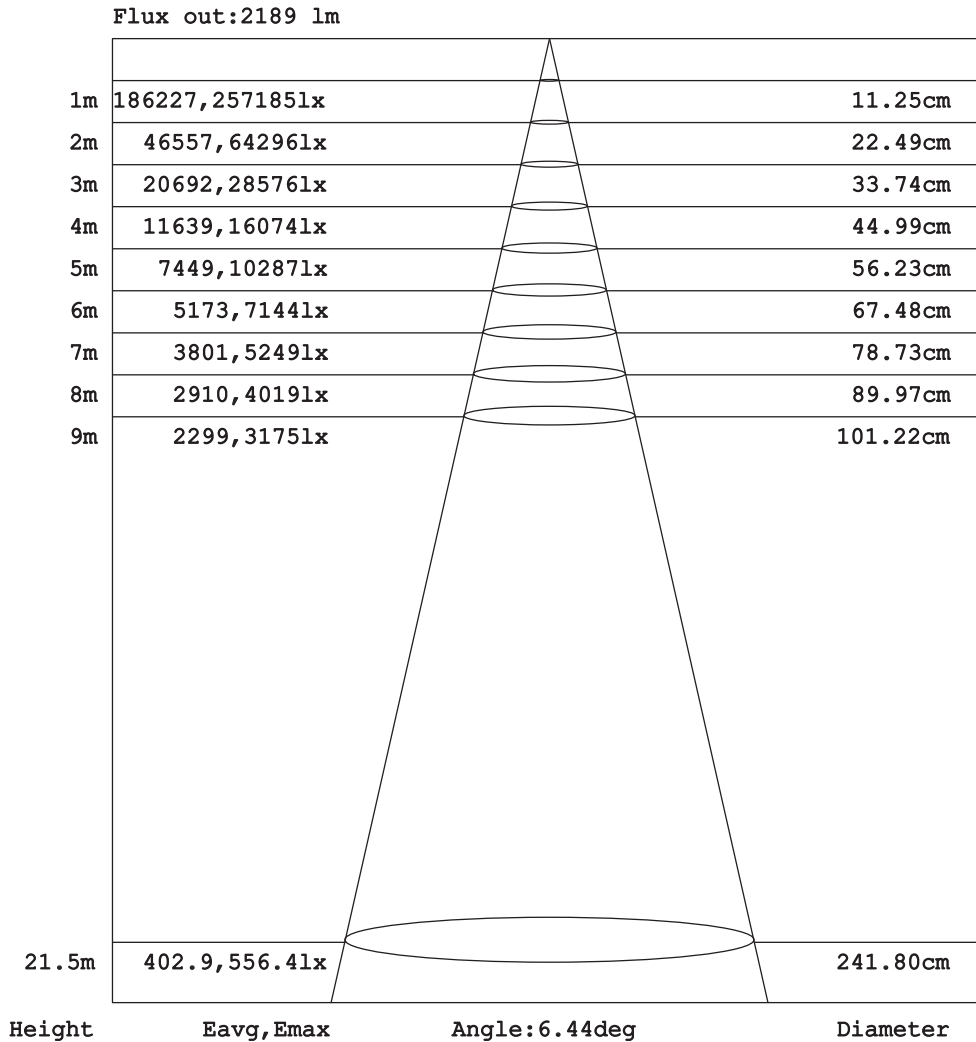 Flux out:2189 lm
1m 186227,257185lx 11.25cm
2m 46557,64296lx 22.49cm
3m 20692,28576lx 33.74cm
4m 11639,16074lx 44.99cm
5m 7449,10287lx 56.23cm
6m 5173,7144lx 67.48cm
7m 3801,5249lx 78.73cm
8m 2910,4019lx 89.97cm
9m 2299,3175lx 101.22cm
21.5m 402.9,556.4lx 241.80cm
Height Eavg,Emax Angle:6.44deg Diameter